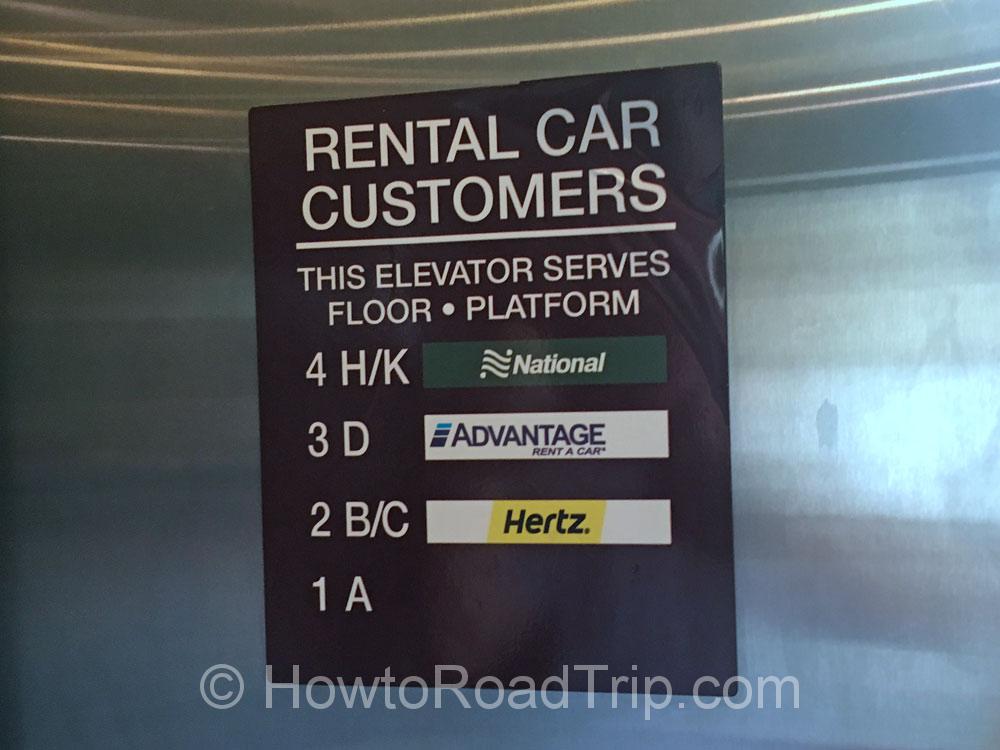 RENTAL CAR
CUSTOMERS
THIS ELEVATOR SERVES
FLOOR • PLATFORM
4 H/K National
3 D ADVANTAGE
RENT A CAR®
2 B/C Hertz.
1 A
© HowtoRoadTrip.com